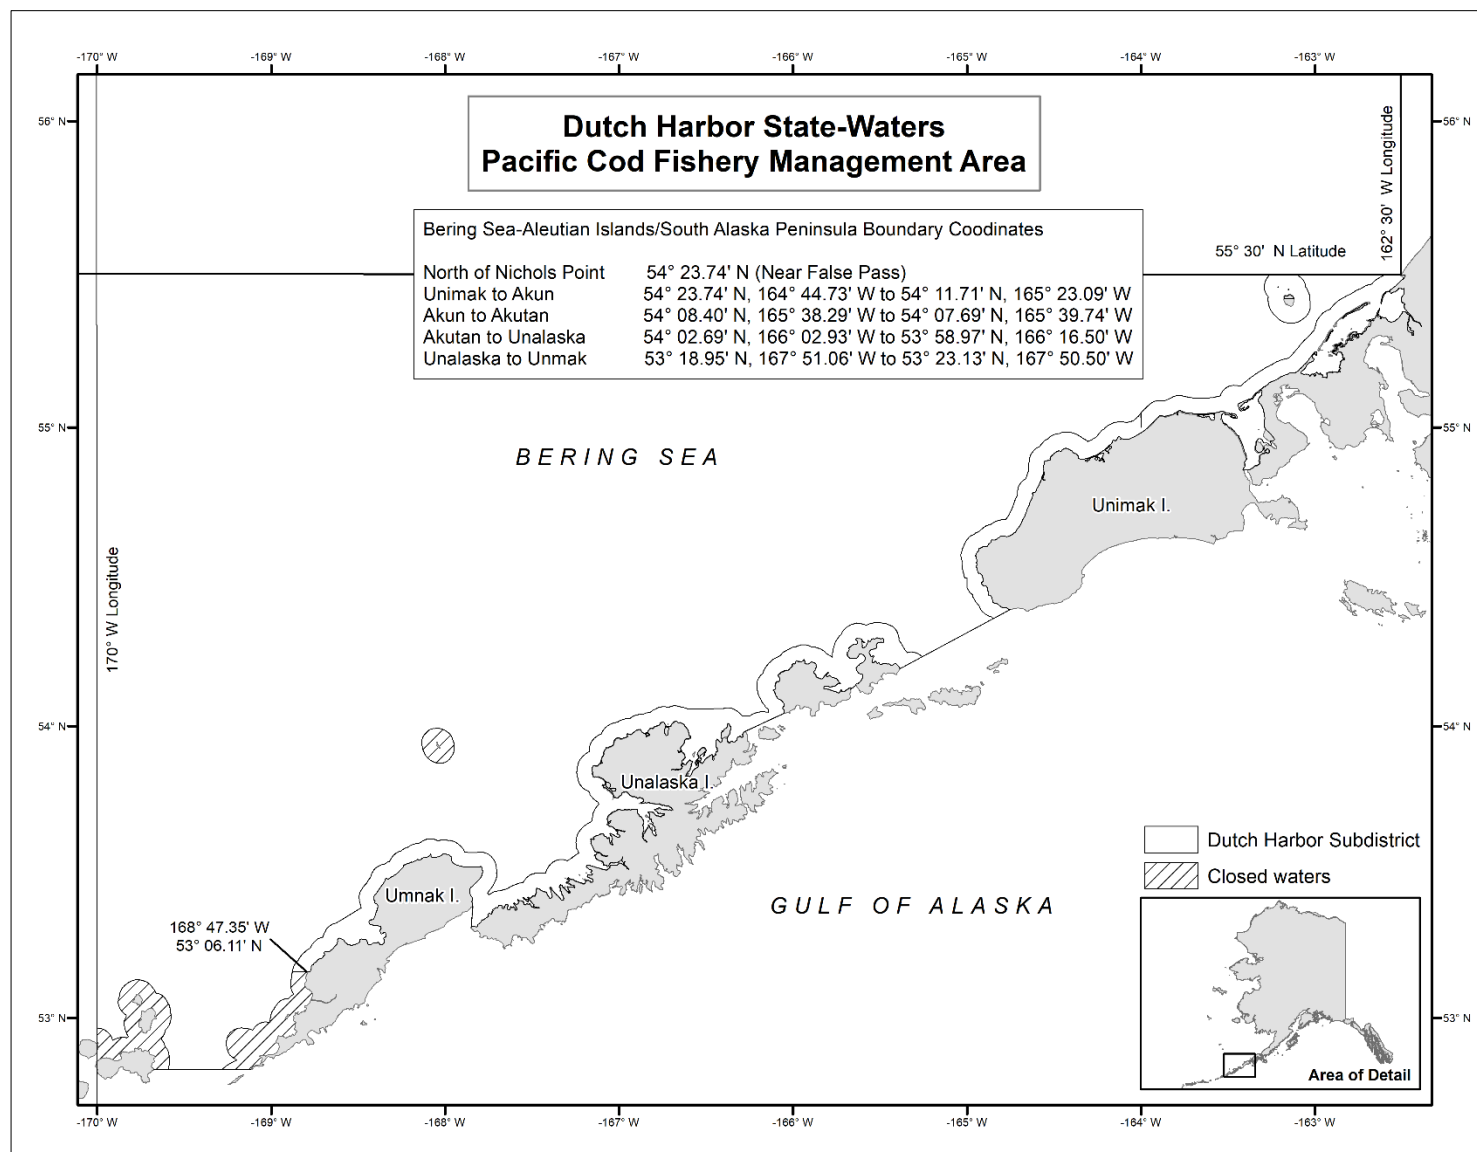 -170° W
-169° W
-168° W
-167° W
-166° W
-165° W
-164° W
-163° W
56° N
56° N
Dutch Harbor State-Waters
Pacific Cod Fishery Management Area
162° 30' W Longitude
Bering Sea-Aleutian Islands/South Alaska Peninsula Boundary Coodinates
North of Nichols Point 54° 23.74' N (Near False Pass)
Unimak to Akun 54° 23.74' N, 164° 44.73' W to 54° 11.71' N, 165° 23.09' W
Akun to Akutan 54° 08.40' N, 165° 38.29' W to 54° 07.69' N, 165° 39.74' W
Akutan to Unalaska 54° 02.69' N, 166° 02.93' W to 53° 58.97' N, 166° 16.50' W
Unalaska to Unmak 53° 18.95' N, 167° 51.06' W to 53° 23.13' N, 167° 50.50' W
55° 30' N Latitude
55° N
55° N
BERING SEA
Unimak I.
170° W Longitude
54° N
54° N
Unalaska I.
Umnak I.
Dutch Harbor Subdistrict
Closed waters
GULF OF ALASKA
168° 47.35' W
53° 06.11' N
53° N
53° N
Area of Detail
-170° W
-169° W
-168° W
-167° W
-166° W
-165° W
-164° W
-163° W